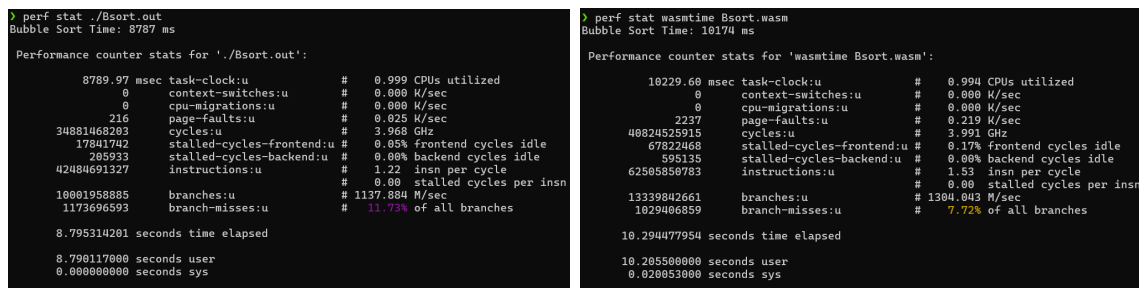 ❯ perf stat ./Bsort.out
Bubble Sort Time: 8787 ms
Performance counter stats for './Bsort.out':
8789.97 msec task-clock:u # 0.999 CPUs utilized
0 context-switches:u # 0.000 K/sec
0 cpu-migrations:u # 0.000 K/sec
216 page-faults:u # 0.025 K/sec
34881468203 cycles:u # 3.968 GHz
17841742 stalled-cycles-frontend:u # 0.05% frontend cycles idle
205933 stalled-cycles-backend:u # 0.00% backend cycles idle
42484691327 instructions:u # 1.22 insn per cycle
# 0.00 stalled cycles per insn
10001958885 branches:u # 1137.884 M/sec
1173696593 branch-misses:u # 11.73% of all branches
8.795314201 seconds time elapsed
8.790117000 seconds user
0.000000000 seconds sys
❯ perf stat wasmtime Bsort.wasm
Bubble Sort Time: 10174 ms
Performance counter stats for 'wasmtime Bsort.wasm':
10229.60 msec task-clock:u # 0.994 CPUs utilized
0 context-switches:u # 0.000 K/sec
0 cpu-migrations:u # 0.000 K/sec
2237 page-faults:u # 0.219 K/sec
40824525915 cycles:u # 3.991 GHz
67822468 stalled-cycles-frontend:u # 0.17% frontend cycles idle
595135 stalled-cycles-backend:u # 0.00% backend cycles idle
62505850783 instructions:u # 1.53 insn per cycle
# 0.00 stalled cycles per insn
13339842661 branches:u # 1304.043 M/sec
1029406859 branch-misses:u # 7.72% of all branches
10.294477954 seconds time elapsed
10.205500000 seconds user
0.020053000 seconds sys